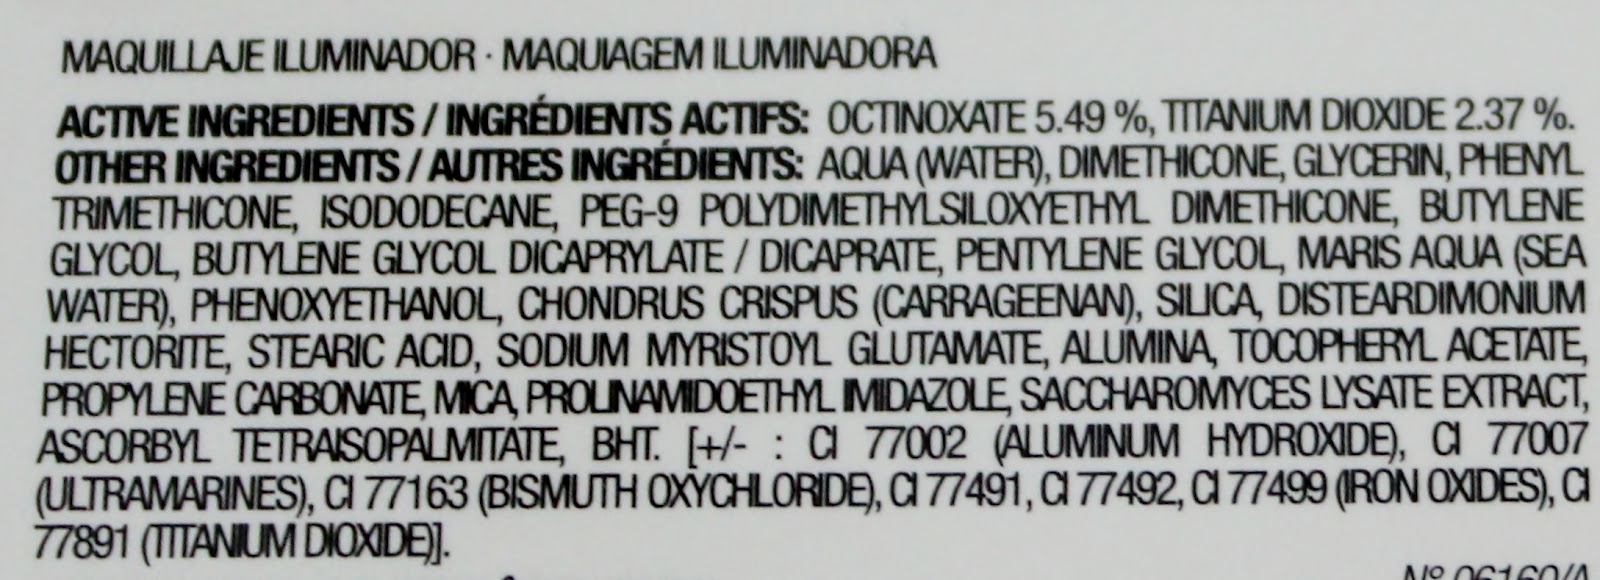 MAQUILLAJE ILUMINADOR · MAQUIAGEM ILUMINADORA
ACTIVE INGREDIENTS / INGRÉDIENTS ACTIFS: OCTINOXATE 5.49 %, TITANIUM DIOXIDE 2.37 %.
OTHER INGREDIENTS / AUTRES INGRÉDIENTS: AQUA (WATER), DIMETHICONE, GLYCERIN, PHENYL
TRIMETHICONE, ISODODECANE, PEG-9 POLYDIMETHYLSILOXYETHYL DIMETHICONE, BUTYLENE
GLYCOL, BUTYLENE GLYCOL DICAPRYLATE / DICAPRATE, PENTYLENE GLYCOL, MARIS AQUA (SEA
WATER), PHENOXYETHANOL, CHONDRUS CRISPUS (CARRAGEENAN), SILICA, DISTEARDIMONIUM
HECTORITE, STEARIC ACID, SODIUM MYRISTOYL GLUTAMATE, ALUMINA, TOCOPHERYL ACETATE,
PROPYLENE CARBONATE, MICA, PROLINAMIDOETHYL IMIDAZOLE, SACCHAROMYCES LYSATE EXTRACT,
ASCORBYL TETRAISOPALMITATE, BHT. [+/- : CI 77002 (ALUMINUM HYDROXIDE), CI 77007
(ULTRAMARINES), CI 77163 (BISMUTH OXYCHLORIDE), CI 77491, CI 77492, CI 77499 (IRON OXIDES), CI
77891 (TITANIUM DIOXIDE)].
N° 06160/A